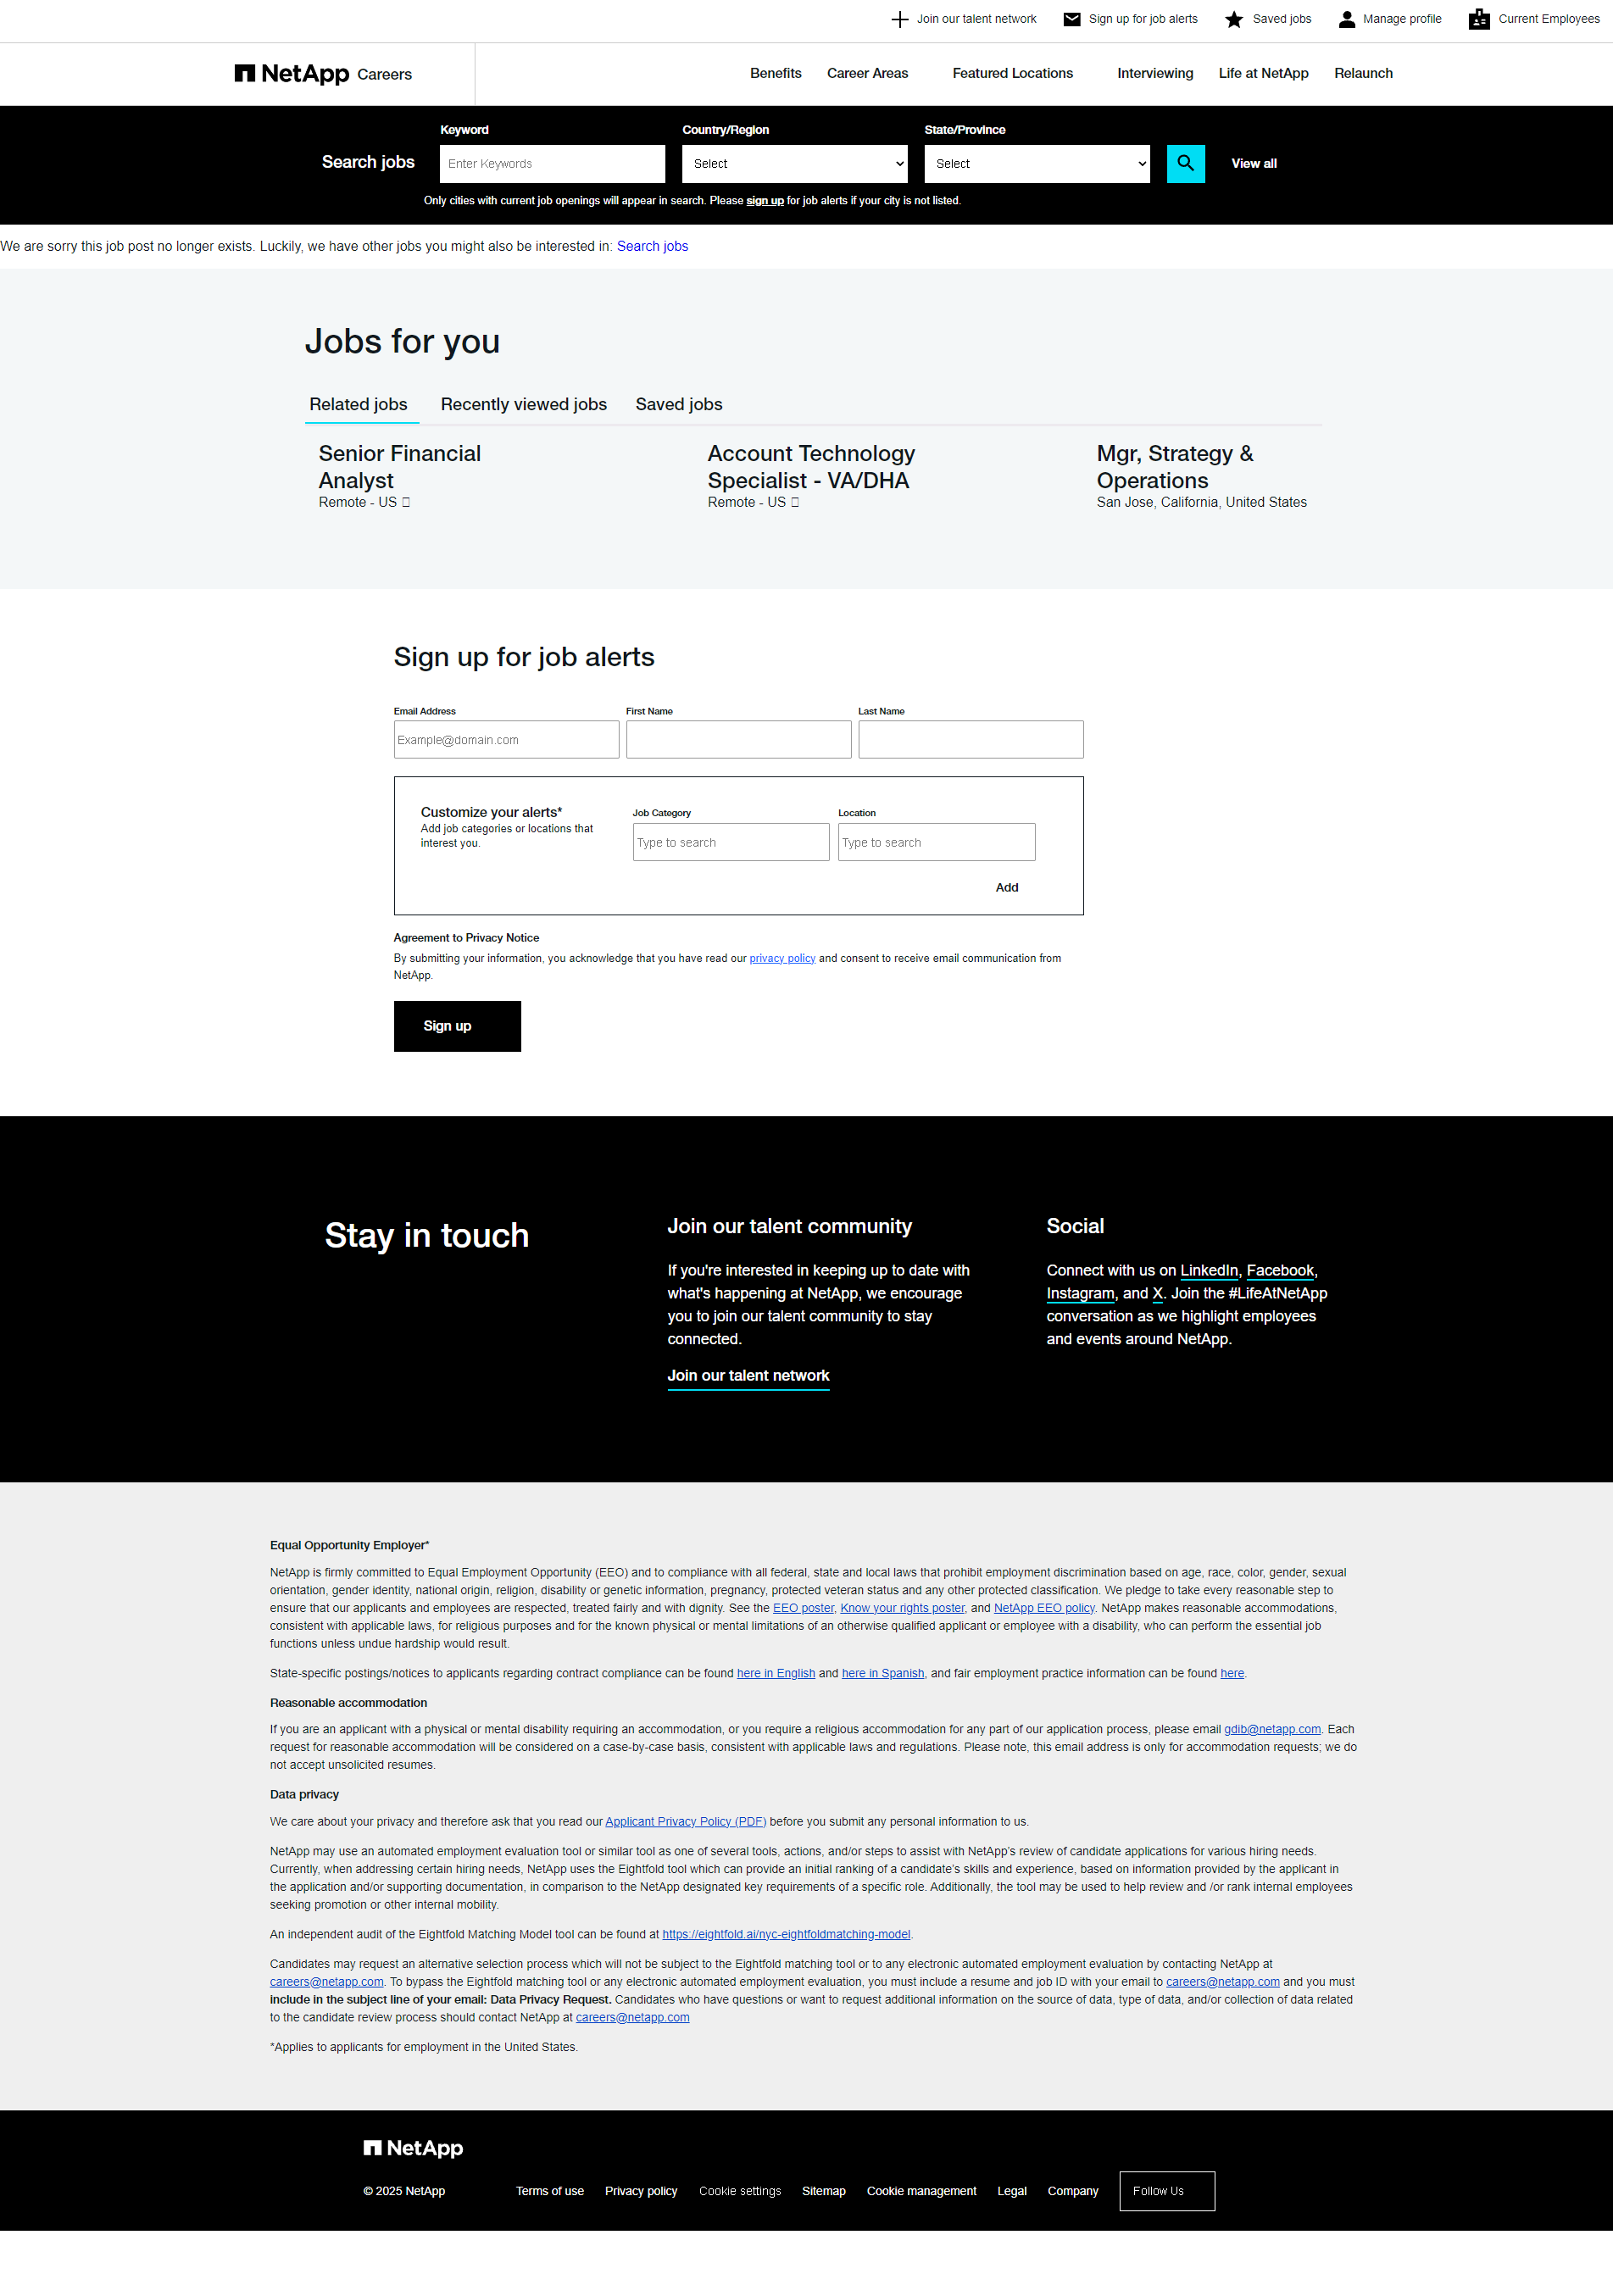 Join our talent network Sign up for job alerts Saved jobs Manage profile Current Employees
NetApp Careers Benefits Career Areas Featured Locations Interviewing Life at NetApp Relaunch
Keyword Country/Region State/Province
Search jobs Enter Keywords Select Select View all
Only cities with current job openings will appear in search. Please sign up for job alerts if your city is not listed.
We are sorry this job post no longer exists. Luckily, we have other jobs you might also be interested in: Search jobs
Jobs for you
Related jobs Recently viewed jobs Saved jobs
Senior Financial
Analyst
Remote - US
Account Technology
Specialist - VA/DHA
Remote - US
Mgr, Strategy &
Operations
San Jose, California, United States
Sign up for job alerts
Email Address First Name Last Name
Example@domain.com
Customize your alerts*
Add job categories or locations that
interest you.
Job Category Location
Type to search Type to search
Add
Agreement to Privacy Notice
By submitting your information, you acknowledge that you have read our privacy policy and consent to receive email communication from
NetApp.
Sign up
Stay in touch
Join our talent community
If you're interested in keeping up to date with
what's happening at NetApp, we encourage
you to join our talent community to stay
connected.
Join our talent network
Social
Connect with us on LinkedIn, Facebook,
Instagram, and X. Join the #LifeAtNetApp
conversation as we highlight employees
and events around NetApp.
Equal Opportunity Employer*
NetApp is firmly committed to Equal Employment Opportunity (EEO) and to compliance with all federal, state and local laws that prohibit employment discrimination based on age, race, color, gender, sexual
orientation, gender identity, national origin, religion, disability or genetic information, pregnancy, protected veteran status and any other protected classification. We pledge to take every reasonable step to
ensure that our applicants and employees are respected, treated fairly and with dignity. See the EEO poster, Know your rights poster, and NetApp EEO policy. NetApp makes reasonable accommodations,
consistent with applicable laws, for religious purposes and for the known physical or mental limitations of an otherwise qualified applicant or employee with a disability, who can perform the essential job
functions unless undue hardship would result.
State-specific postings/notices to applicants regarding contract compliance can be found here in English and here in Spanish, and fair employment practice information can be found here.
Reasonable accommodation
If you are an applicant with a physical or mental disability requiring an accommodation, or you require a religious accommodation for any part of our application process, please email gdib@netapp.com. Each
request for reasonable accommodation will be considered on a case-by-case basis, consistent with applicable laws and regulations. Please note, this email address is only for accommodation requests; we do
not accept unsolicited resumes.
Data privacy
We care about your privacy and therefore ask that you read our Applicant Privacy Policy (PDF) before you submit any personal information to us.
NetApp may use an automated employment evaluation tool or similar tool as one of several tools, actions, and/or steps to assist with NetApp's review of candidate applications for various hiring needs.
Currently, when addressing certain hiring needs, NetApp uses the Eightfold tool which can provide an initial ranking of a candidate's skills and experience, based on information provided by the applicant in
the application and/or supporting documentation, in comparison to the NetApp designated key requirements of a specific role. Additionally, the tool may be used to help review and /or rank internal employees
seeking promotion or other internal mobility.
An independent audit of the Eightfold Matching Model tool can be found at https://eightfold.ai/nyc-eightfoldmatching-model.
Candidates may request an alternative selection process which will not be subject to the Eightfold matching tool or to any electronic automated employment evaluation by contacting NetApp at
careers@netapp.com. To bypass the Eightfold matching tool or any electronic automated employment evaluation, you must include a resume and job ID with your email to careers@netapp.com and you must
include in the subject line of your email: Data Privacy Request. Candidates who have questions or want to request additional information on the source of data, type of data, and/or collection of data related
to the candidate review process should contact NetApp at careers@netapp.com
*Applies to applicants for employment in the United States.
NetApp
© 2025 NetApp Terms of use Privacy policy Cookie settings Sitemap Cookie management Legal Company Follow Us